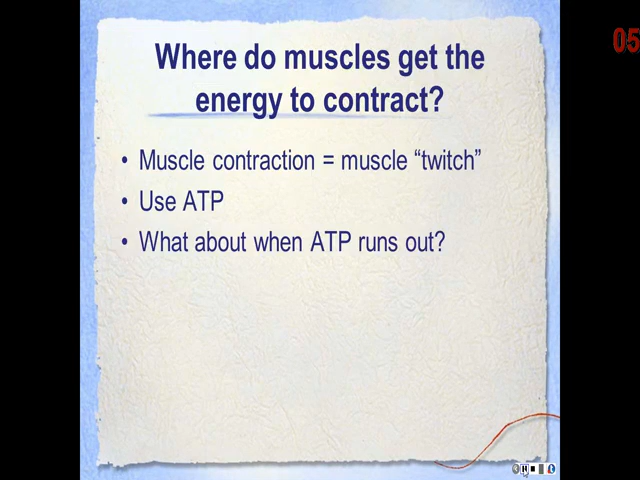 05
Where do muscles get the
energy to contract?
• Muscle contraction = muscle “twitch”
• Use ATP
• What about when ATP runs out?